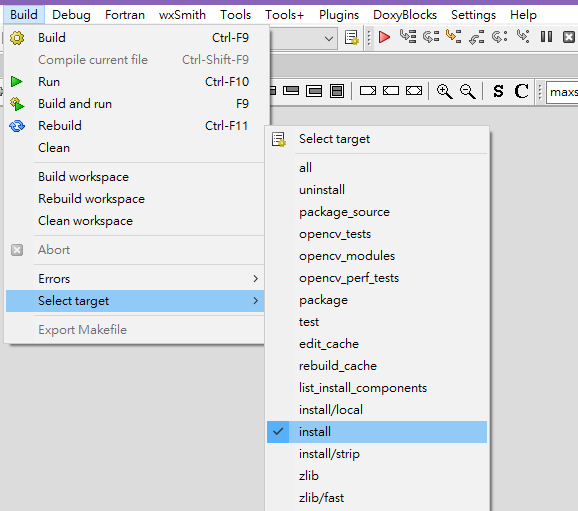 Build Debug Fortran wxSmith Tools Tools+ Plugins DoxyBlocks Settings Help
Build Ctrl-F9
Compile current file Ctrl-Shift-F9
Run Ctrl-F10
Build and run F9
Rebuild Ctrl-F11
Clean
Build workspace
Rebuild workspace
Clean workspace
Abort
Errors
Select target
Export Makefile
S C maxs
Select target
all
uninstall
package_source
opencv_tests
opencv_modules
opencv_perf_tests
package
test
edit_cache
rebuild_cache
list_install_components
install/local
install
install/strip
zlib
zlib/fast